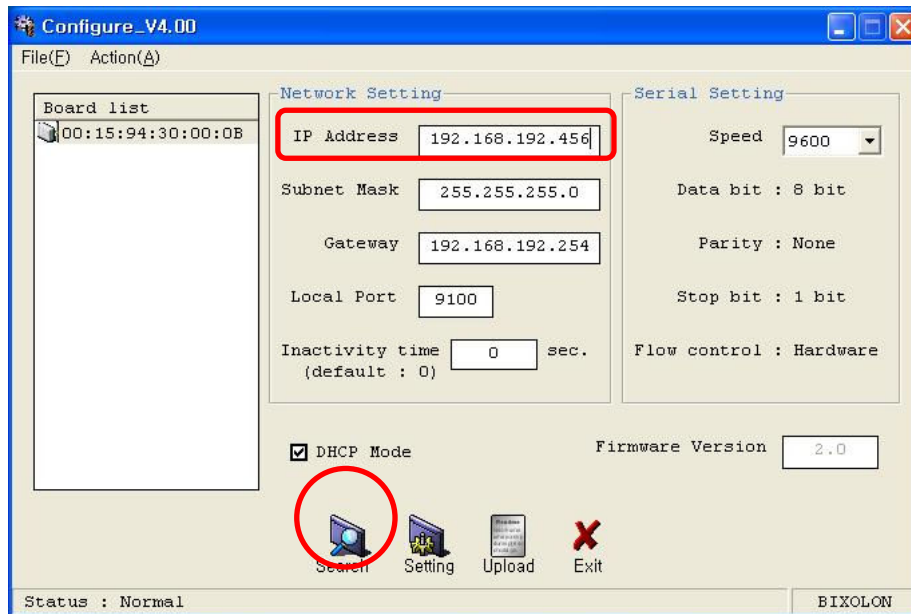 Configure_V4.00
File(F) Action(A)
Board list
00:15:94:30:00:0B
Network Setting
IP Address 192.168.192.456
Subnet Mask 255.255.255.0
Gateway 192.168.192.254
Local Port 9100
Inactivity time 0 sec.
(default : 0)
Serial Setting
Speed 9600
Data bit : 8 bit
Parity : None
Stop bit : 1 bit
Flow control : Hardware
DHCP Mode
Firmware Version 2.0
Search Setting Upload Exit
Status : Normal
BIXOLON